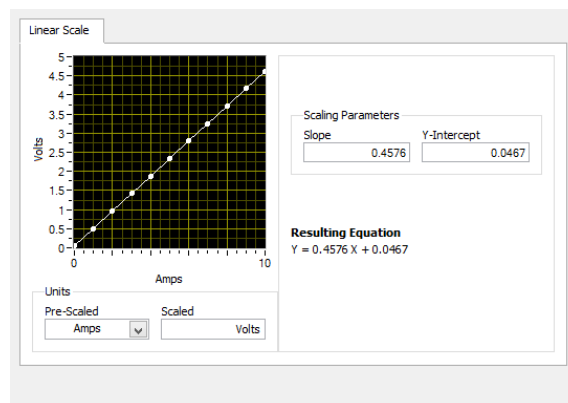 Linear Scale
5
4.5
4
3.5
3
2.5
2
1.5
1
0.5
0
Volts
0 10
Amps
Units
Pre-Scaled Scaled
Amps Volts
Scaling Parameters
Slope Y-Intercept
0.4576 0.0467
Resulting Equation
Y = 0.4576 X + 0.0467